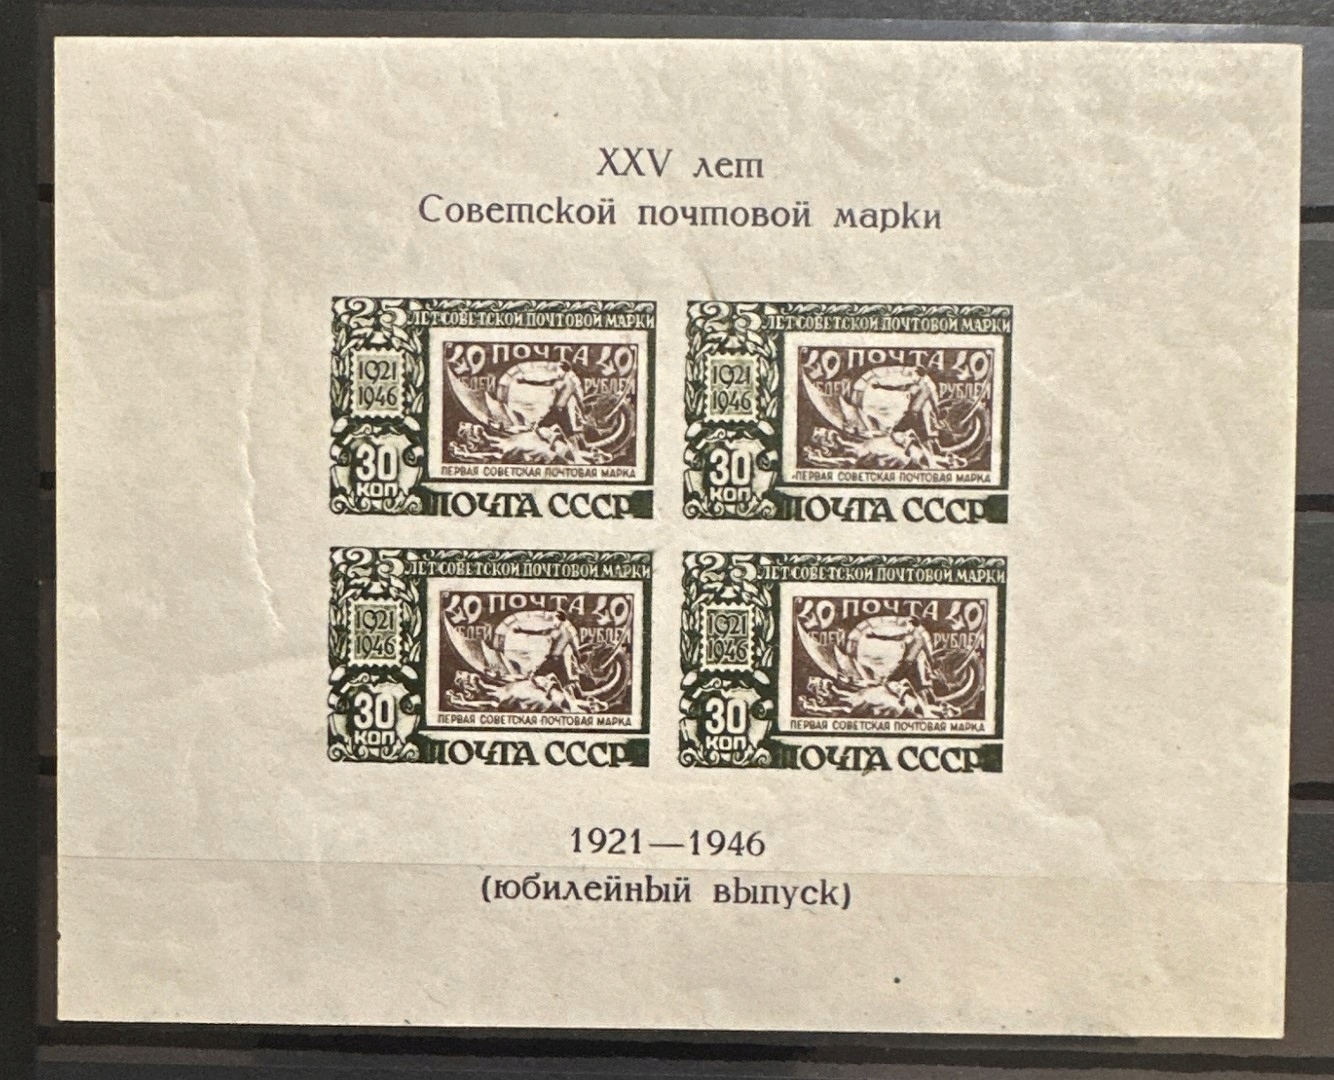 XXV лет
Советской почтовой марки
25 ЛЕТ·СОВЕТСКОЙ ПОЧТОВОЙ МАРКИ
40 ПОЧТА 40
РУБЛЕЙ
1921
1946
30
КОП
ПЕРВАЯ СОВЕТСКАЯ ПОЧТОВАЯ МАРКА
ПОЧТА СССР
25 ЛЕТ·СОВЕТСКОЙ ПОЧТОВОЙ МАРКИ
40 ПОЧТА 40
РУБЛЕЙ
1921
1946
30
КОП
ПЕРВАЯ СОВЕТСКАЯ ПОЧТОВАЯ МАРКА
ПОЧТА СССР
25 ЛЕТ·СОВЕТСКОЙ ПОЧТОВОЙ МАРКИ
40 ПОЧТА 40
РУБЛЕЙ
1921
1946
30
КОП
ПЕРВАЯ СОВЕТСКАЯ ПОЧТОВАЯ МАРКА
ПОЧТА СССР
25 ЛЕТ·СОВЕТСКОЙ ПОЧТОВОЙ МАРКИ
40 ПОЧТА 40
РУБЛЕЙ
1921
1946
30
КОП
ПЕРВАЯ СОВЕТСКАЯ ПОЧТОВАЯ МАРКА
ПОЧТА СССР
1921—1946
(юбилейный выпуск)